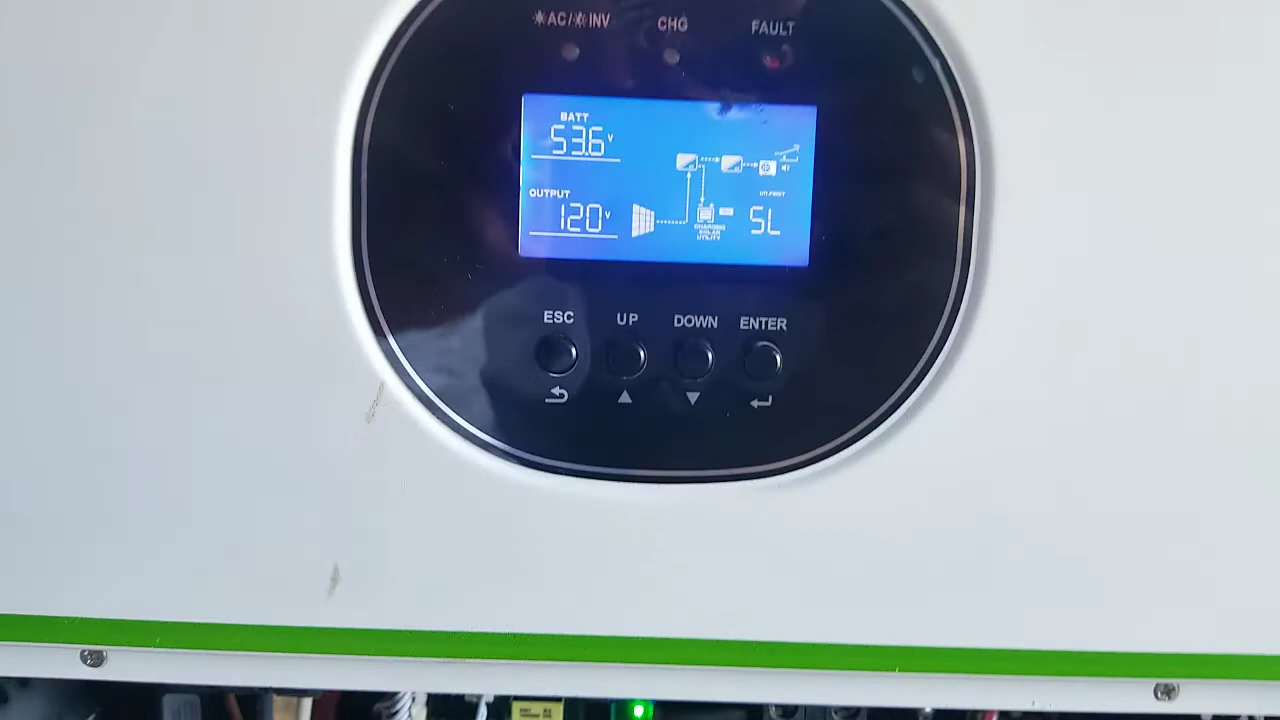 AC/ INV CHG FAULT
BATT
53.6 V
OUTPUT
120 V
UTI.FIRST
SL
CHARGING
SOLAR
UTILITY
ESC UP DOWN ENTER